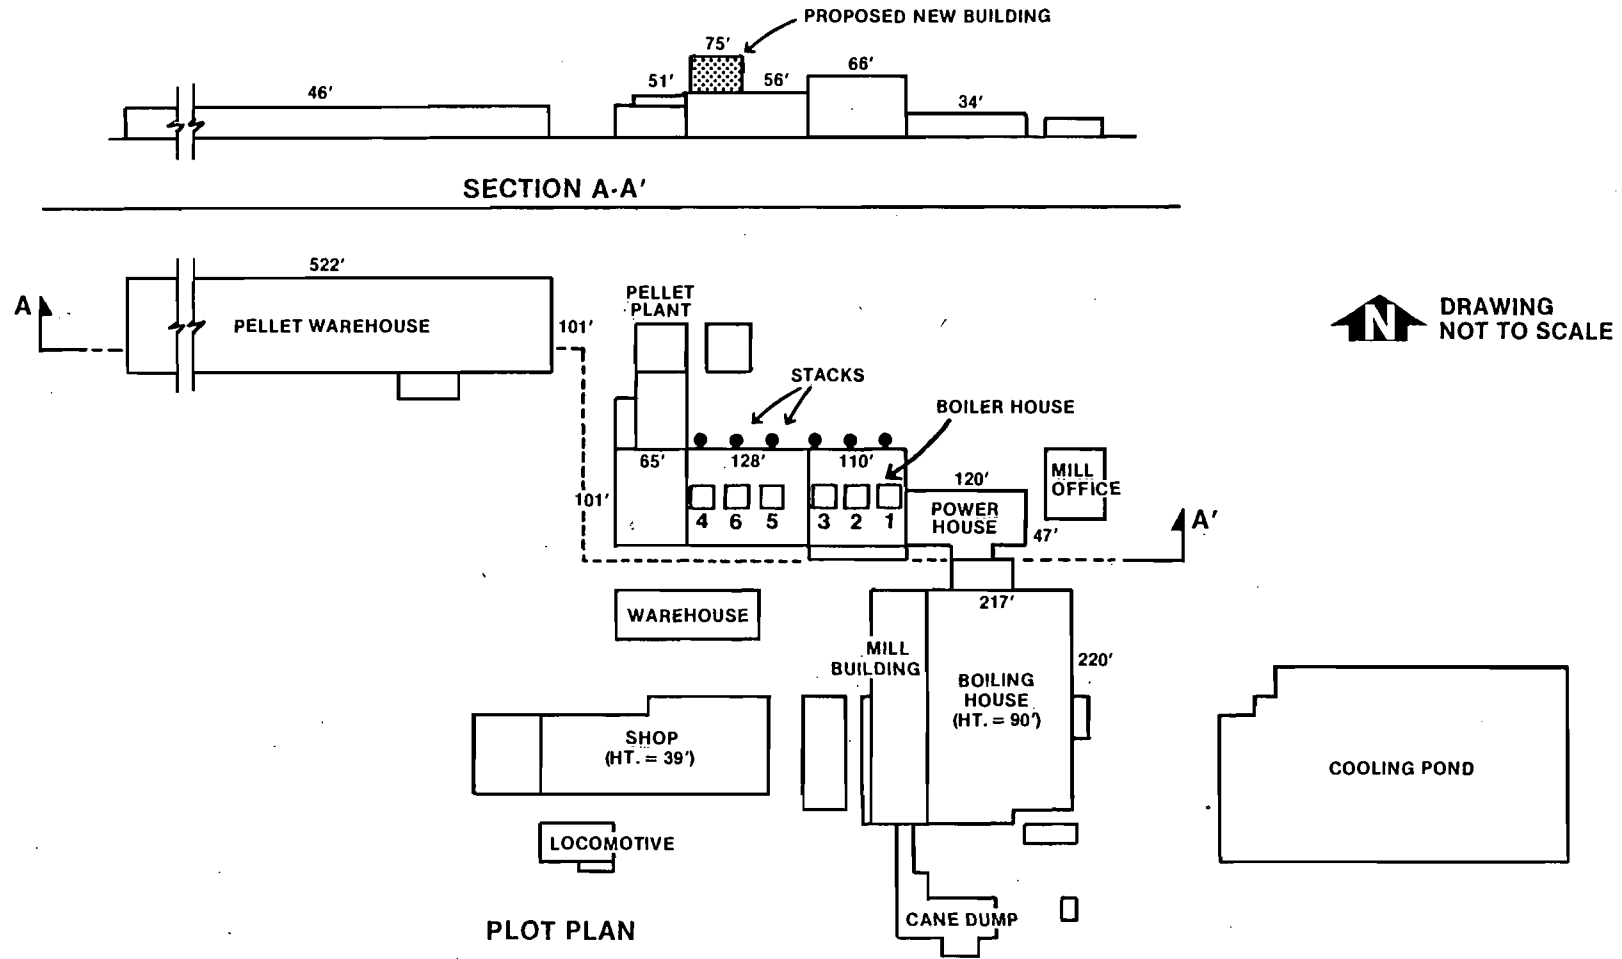 PROPOSED NEW BUILDING
75'
66'
51'
56'
46'
34'
SECTION A-A'
522'
A
PELLET WAREHOUSE
101'
PELLET
PLANT
N
DRAWING
NOT TO SCALE
STACKS
BOILER HOUSE
65'
128'
110'
120'
MILL
OFFICE
101'
4
6
5
3
2
1
POWER
HOUSE
47'
A'
WAREHOUSE
217'
MILL
BUILDING
220'
BOILING
HOUSE
(HT. = 90')
SHOP
(HT. = 39')
COOLING POND
LOCOMOTIVE
CANE DUMP
PLOT PLAN